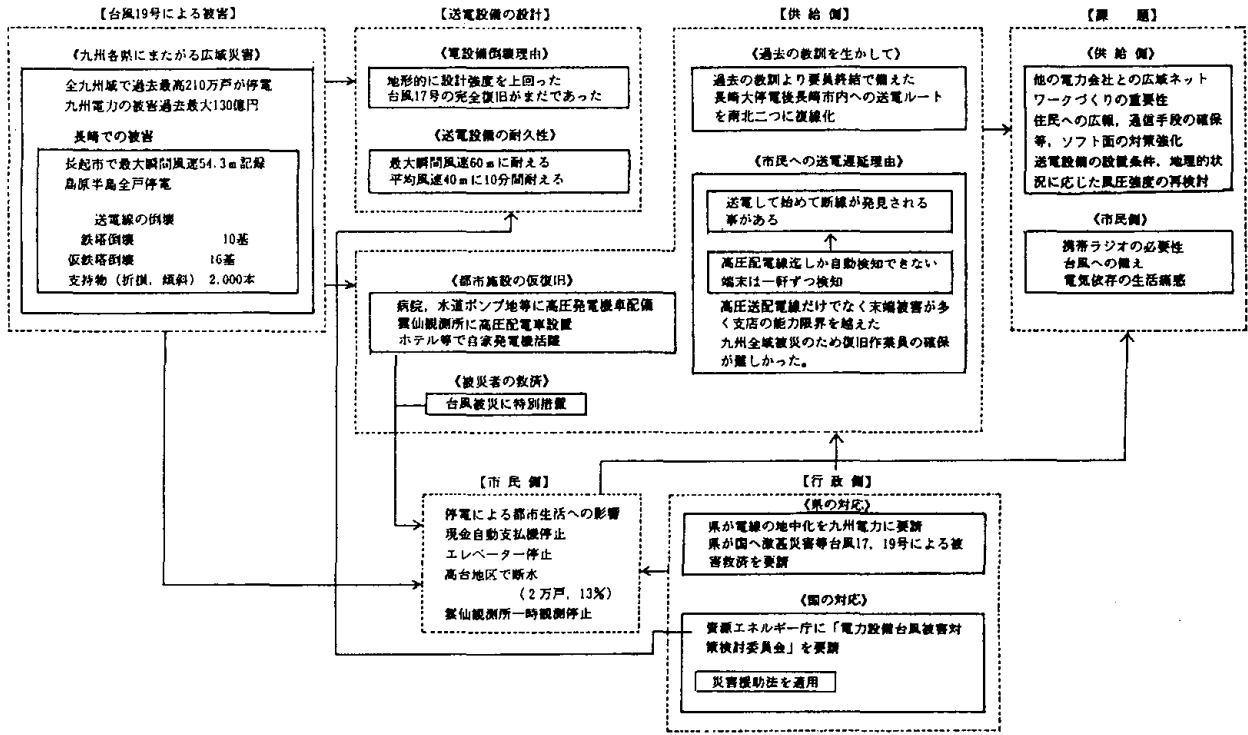 【台風19号による被害】
《九州各県にまたがる広域災害》
全九州域で過去最高210万戸が停電
九州電力の被害過去最大130億円
長崎での被害
長起市で最大瞬間風速54.3m記録
島原半島全戸停電
送電線の倒壊
鉄塔倒壊 10基
仮鉄塔倒壊 16基
支持物（折損，傾斜） 2.000本
【送電設備の設計】
《電設備倒壊理由》
地形的に設計強度を上回った
台風17号の完全復旧がまだであった
《送電設備の耐久性》
最大瞬間風速60mに耐える
平均風速40mに10分間耐える
《都市施設の仮復旧》
病院，水道ポンプ地等に高圧発電機車配備
雲仙観測所に高圧配電車設置
ホテル等で自家発電機活躍
《被災者の救済》
台風被災に特別措置
【供給側】
《過去の教訓を生かして》
過去の教訓より要員終結で備えた
長崎大停電後長崎市内への送電ルート
を南北二つに複線化
《市民への送電遅延理由》
送電して始めて断線が発見される
事がある
高圧配電線迄しか自動検知できない
端末は一軒ずつ検知
高圧送配電線だけでなく末端被害が多
く支店の能力限界を越えた
九州全域被災のため復旧作業員の確保
が難しかった。
【課 題】
《供給側》
他の電力会社との広域ネット
ワークづくりの重要性
住民への広報，通信手段の確保
等，ソフト面の対策強化
送電設備の設置条件，地理的状
況に応じた風圧強度の再検討
《市民側》
携帯ラジオの必要性
台風への備え
電気依存の生活痛感
【市民側】
停電による都市生活への影響
現金自動支払機停止
エレベーター停止
高台地区で断水
（2万戸，13%）
雲仙観測所一時観測停止
【行政側】
《県の対応》
県が電線の地中化を九州電力に要請
県が国へ激甚災害等台風17，19号による被
害救済を要請
《国の対応》
資源エネルギー庁に「電力設備台風被害対
策検討委員会」を要請
災害援助法を適用